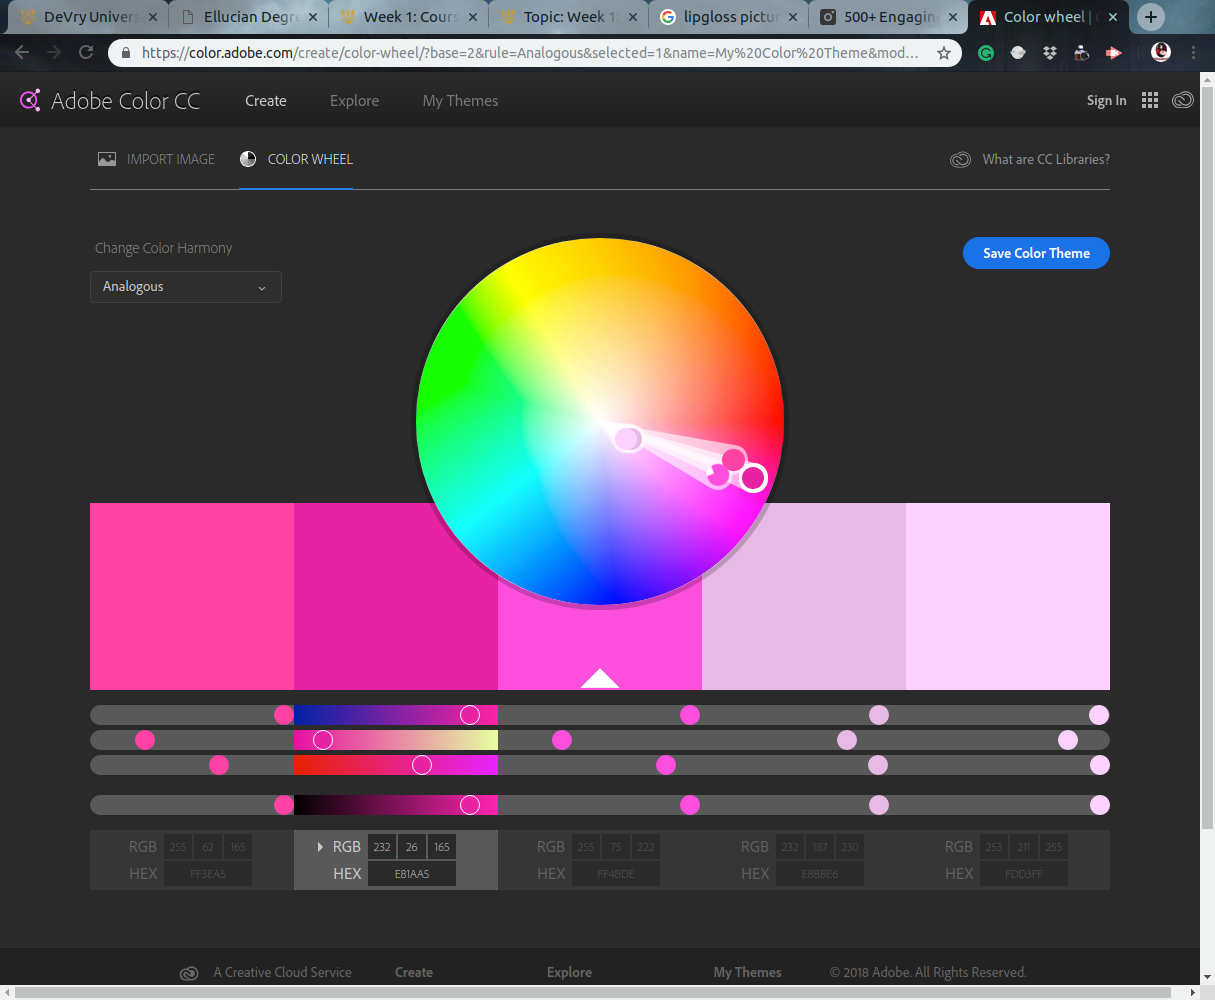 DeVry Univers
Ellucian Degre
Week 1: Cours
Topic: Week 1:
lipgloss pictur
500+ Engaging
Color wheel |
https://color.adobe.com/create/color-wheel/?base=2&rule=Analogous&selected=1&name=My%20Color%20Theme&mod...
Adobe Color CC
Create
Explore
My Themes
Sign In
IMPORT IMAGE
COLOR WHEEL
What are CC Libraries?
Change Color Harmony
Save Color Theme
Analogous
RGB 255 62 165
RGB 232 26 165
RGB 255 75 222
RGB 232 187 230
RGB 253 211 255
HEX FF3EA5
HEX E81AA5
HEX FF4BDE
HEX E8BBE6
HEX FDD3FF
A Creative Cloud Service
Create
Explore
My Themes
© 2018 Adobe. All Rights Reserved.